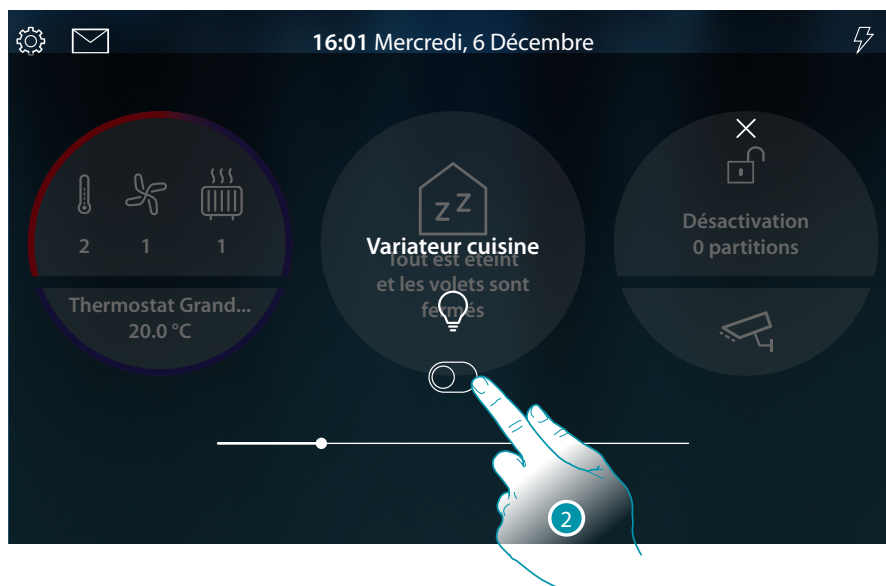 16:01 Mercredi, 6 Décembre
Variateur cuisine
Tout est éteint
et les volets sont
fermés
2 1 1
Thermostat Grand...
20.0 °C
Désactivation
0 partitions
z Z
2